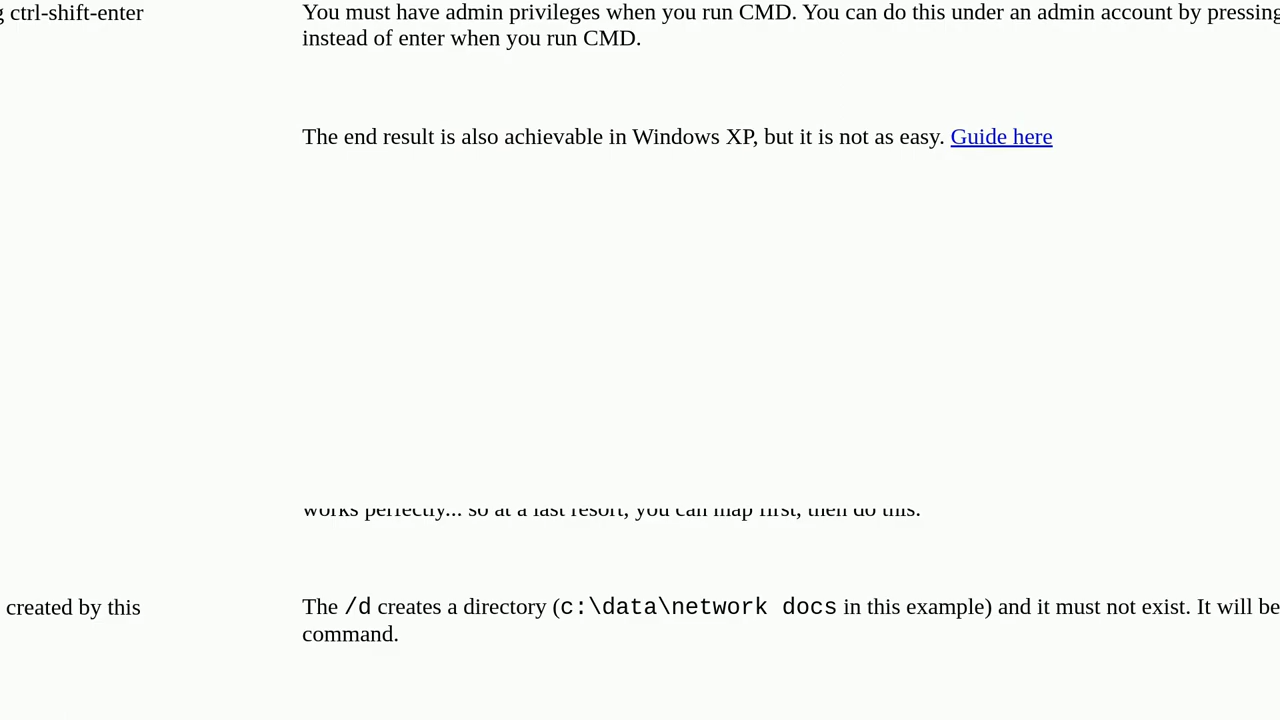 You must have admin privileges when you run CMD. You can do this under an admin account by pressing
ctrl-shift-enter
instead of enter when you run CMD.
The end result is also achievable in Windows XP, but it is not as easy. Guide here
works perfectly... so at a last resort, you can map first, then do this.
The /d creates a directory (c:\data\network docs in this example) and it must not exist. It will be
created by this
command.